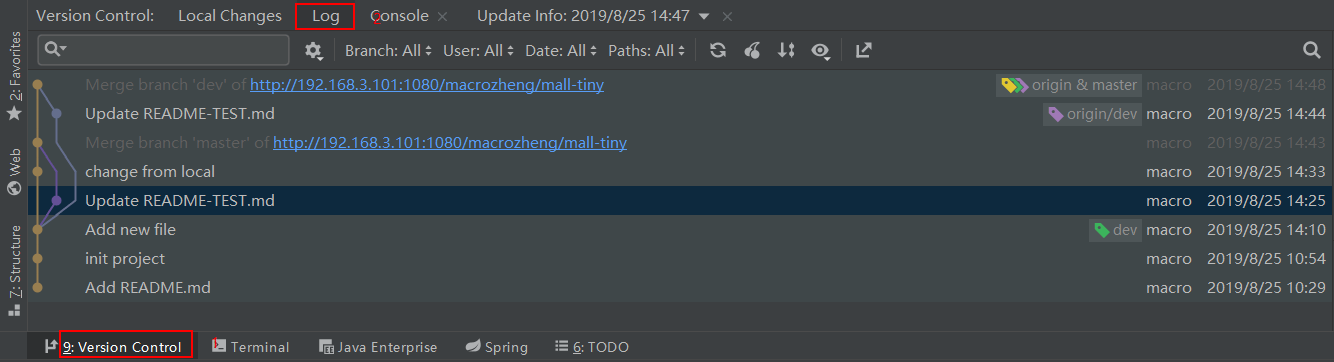 Version Control: Local Changes Log Console × Update Info: 2019/8/25 14:47 ×
Branch: All User: All Date: All Paths: All
Merge branch 'dev' of http://192.168.3.101:1080/macrozheng/mall-tiny origin & master macro 2019/8/25 14:48
Update README-TEST.md origin/dev macro 2019/8/25 14:44
Merge branch 'master' of http://192.168.3.101:1080/macrozheng/mall-tiny macro 2019/8/25 14:43
change from local macro 2019/8/25 14:33
Update README-TEST.md macro 2019/8/25 14:25
Add new file dev macro 2019/8/25 14:10
init project macro 2019/8/25 10:54
Add README.md macro 2019/8/25 10:29
2: Favorites
Web
Z: Structure
9: Version Control Terminal Java Enterprise Spring 6: TODO